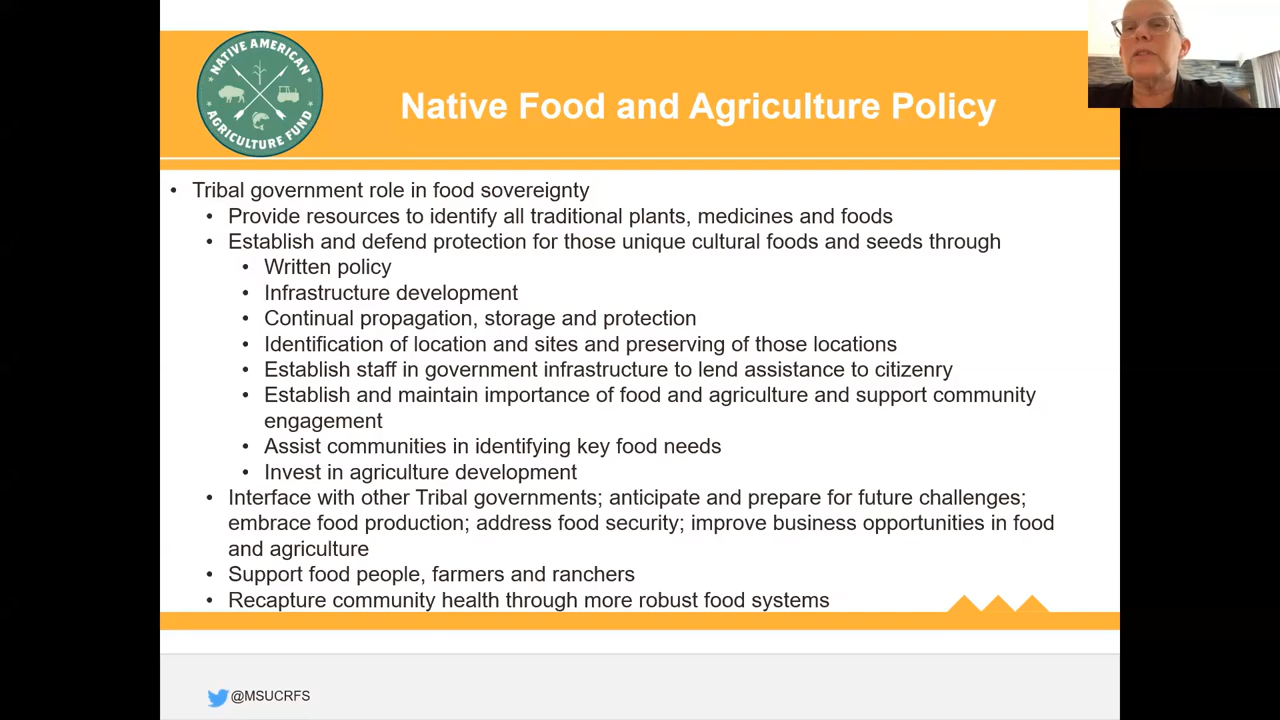 NATIVE AMERICAN
AGRICULTURE FUND
Native Food and Agriculture Policy
• Tribal government role in food sovereignty
• Provide resources to identify all traditional plants, medicines and foods
• Establish and defend protection for those unique cultural foods and seeds through
• Written policy
• Infrastructure development
• Continual propagation, storage and protection
• Identification of location and sites and preserving of those locations
• Establish staff in government infrastructure to lend assistance to citizenry
• Establish and maintain importance of food and agriculture and support community
engagement
• Assist communities in identifying key food needs
• Invest in agriculture development
• Interface with other Tribal governments; anticipate and prepare for future challenges;
embrace food production; address food security; improve business opportunities in food
and agriculture
• Support food people, farmers and ranchers
• Recapture community health through more robust food systems
@MSUCRFS